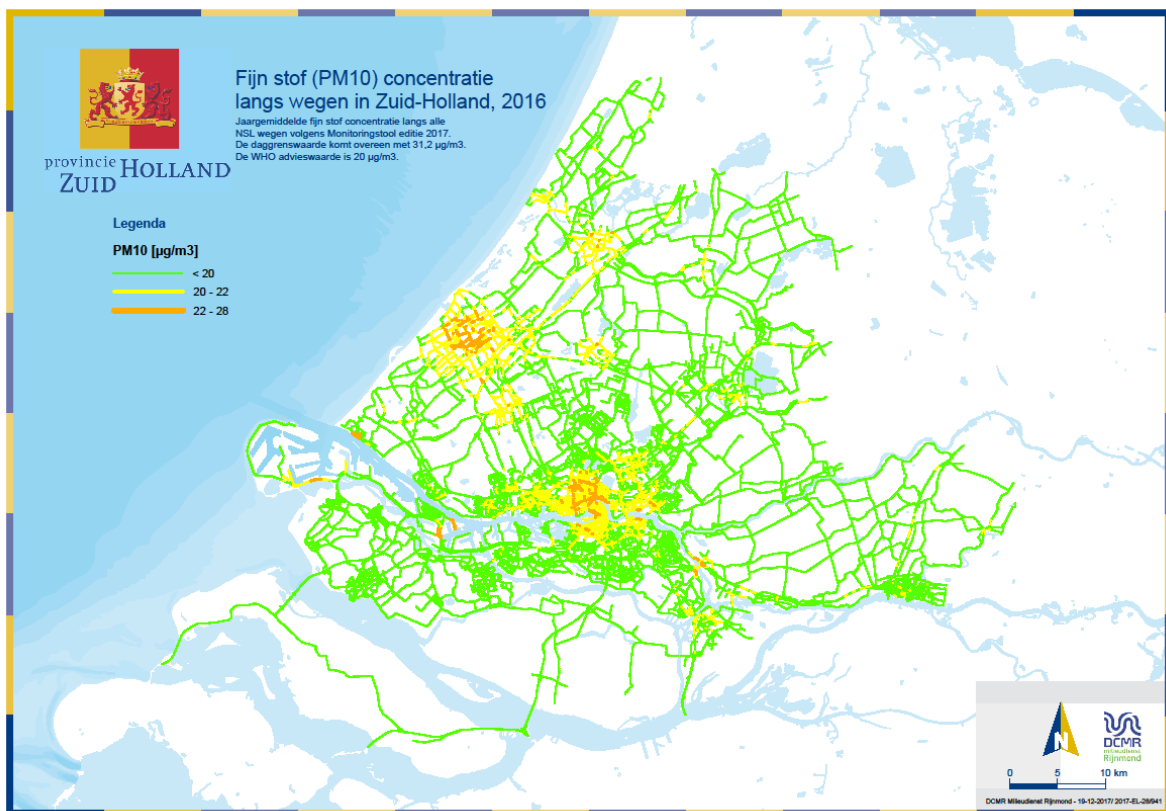 Fijn stof (PM10) concentratie
langs wegen in Zuid-Holland, 2016
Jaargemiddelde fijn stof concentratie langs alle
NSL wegen volgens Monitoringstool editie 2017.
De daggrenswaarde komt overeen met 31,2 µg/m3.
De WHO advieswaarde is 20 µg/m3.
provincie HOLLAND
ZUID
Legenda
PM10 [µg/m3]
< 20
20 - 22
22 - 28
N
DCMR
milieudienst
Rijnmond
0 5 10 km
DCMR Milieudienst Rijnmond - 19-12-2017/ 2017-EL-